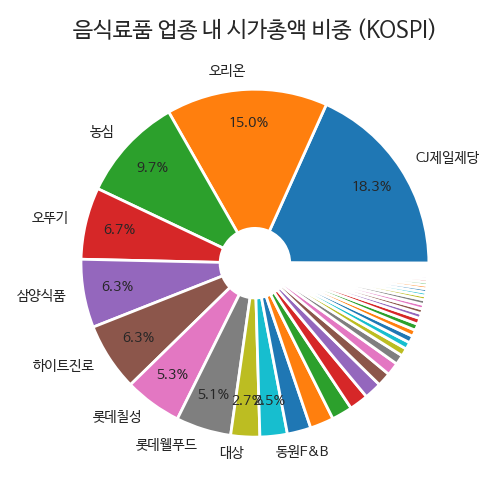 음식료품 업종 내 시가총액 비중 (KOSPI)
오리온
15.0%
농심
9.7%
CJ제일제당
18.3%
오뚜기
6.7%
삼양식품
6.3%
하이트진로
6.3%
롯데칠성
5.3%
롯데웰푸드
5.1%
대상
2.7%
동원F&B
2.5%